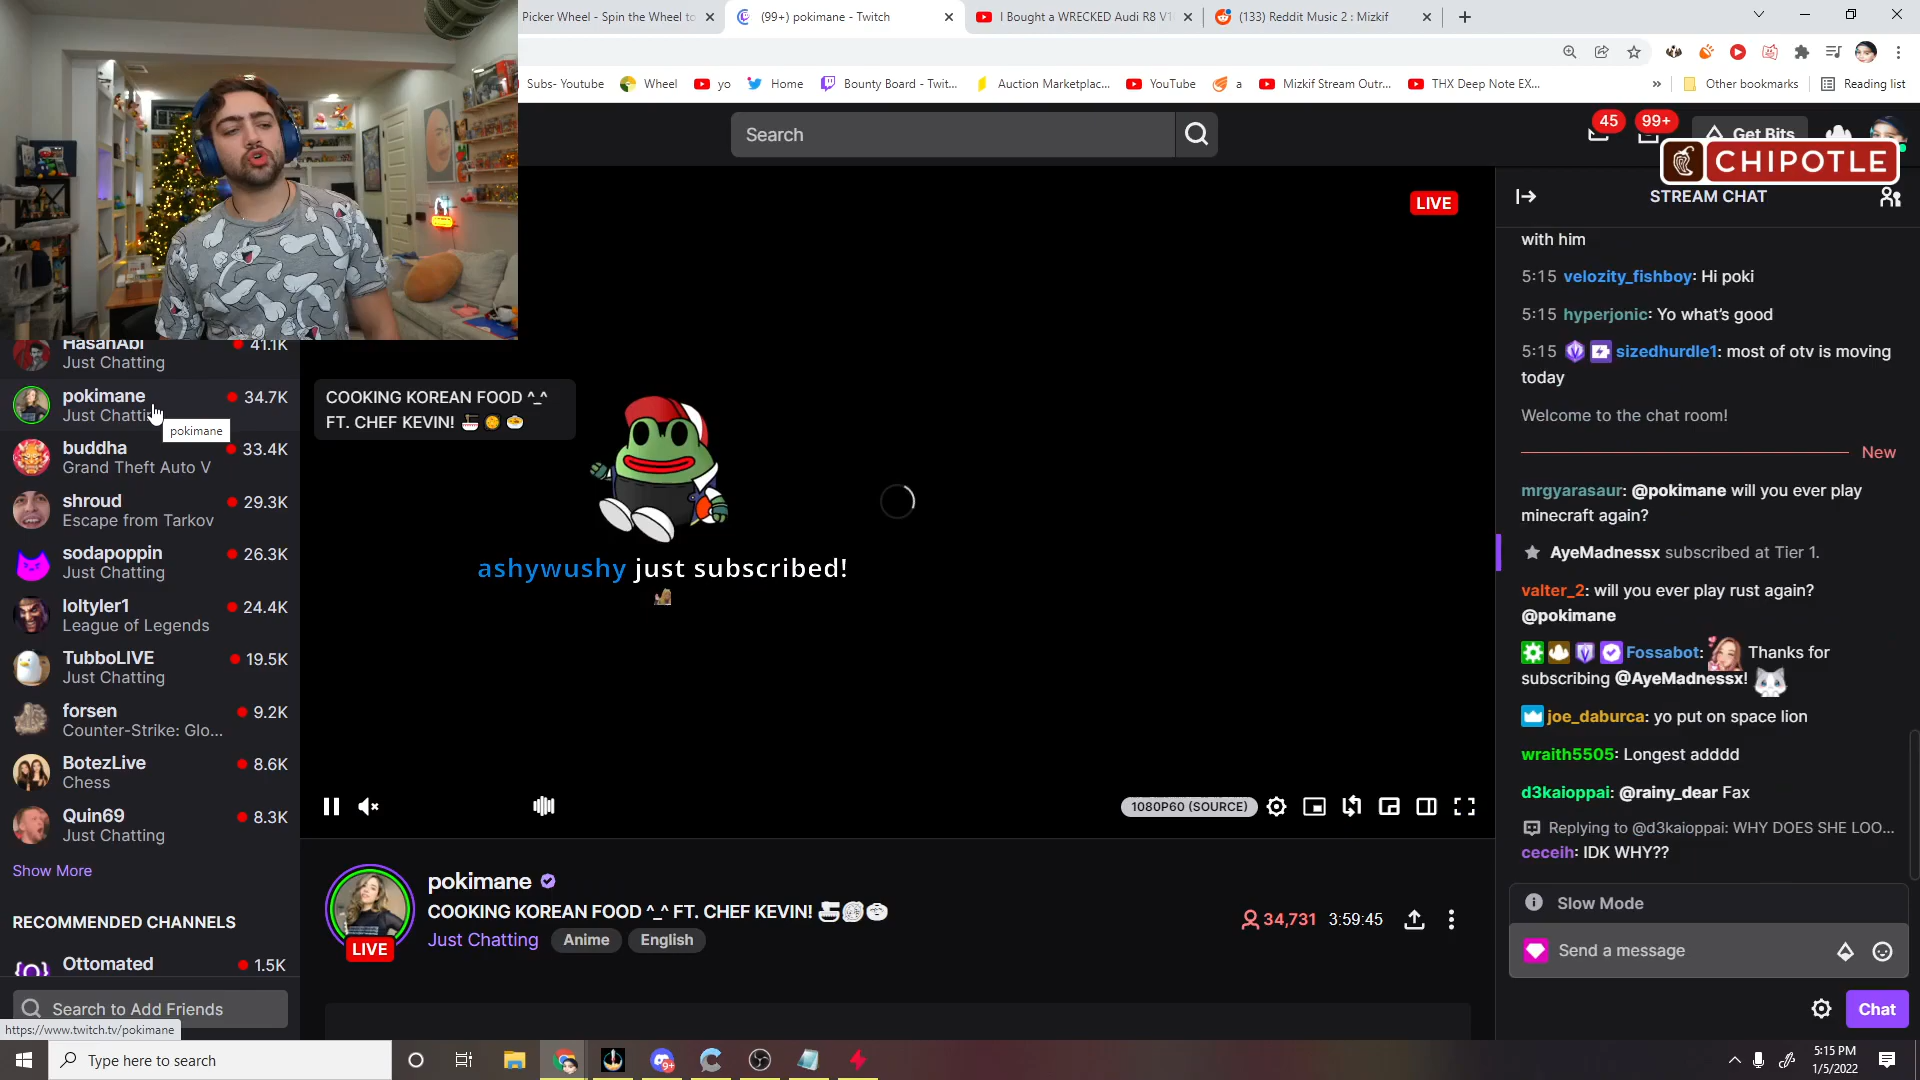 Picker Wheel - Spin the Wheel to
(99+) pokimane - Twitch
I Bought a WRECKED Audi R8 V1
(133) Reddit Music 2 : Mizkif
Subs- Youtube
Wheel
yo
Home
Bounty Board - Twit...
Auction Marketplac...
YouTube
a
Mizkif Stream Outr...
THX Deep Note EX...
»
Other bookmarks
Reading list
Search
45
99+
Get Bits
CHIPOTLE
HasanAbi
41.1K
Just Chatting
pokimane
34.7K
Just Chatting
pokimane
buddha
33.4K
Grand Theft Auto V
shroud
29.3K
Escape from Tarkov
sodapoppin
26.3K
Just Chatting
loltyler1
24.4K
League of Legends
TubboLIVE
19.5K
Just Chatting
forsen
9.2K
Counter-Strike: Glo...
BotezLive
8.6K
Chess
Quin69
8.3K
Just Chatting
Show More
RECOMMENDED CHANNELS
Ottomated
1.5K
Search to Add Friends
https://www.twitch.tv/pokimane
LIVE
COOKING KOREAN FOOD ^_^
FT. CHEF KEVIN!
ashywushy just subscribed!
1080P60 (SOURCE)
pokimane
COOKING KOREAN FOOD ^_^ FT. CHEF KEVIN!
Just Chatting
Anime
English
LIVE
34,731
3:59:45
STREAM CHAT
with him
5:15 velozity_fishboy: Hi poki
5:15 hyperjonic: Yo what's good
5:15 sizedhurdle1: most of otv is moving
today
Welcome to the chat room!
New
mrgyarasaur: @pokimane will you ever play
minecraft again?
AyeMadnessx subscribed at Tier 1.
valter_2: will you ever play rust again?
@pokimane
Fossabot: Thanks for
subscribing @AyeMadnessx!
joe_daburca: yo put on space lion
wraith5505: Longest adddd
d3kaioppai: @rainy_dear Fax
Replying to @d3kaioppai: WHY DOES SHE LOO...
ceceih: IDK WHY??
Slow Mode
Send a message
Chat
Type here to search
9+
5:15 PM
1/5/2022